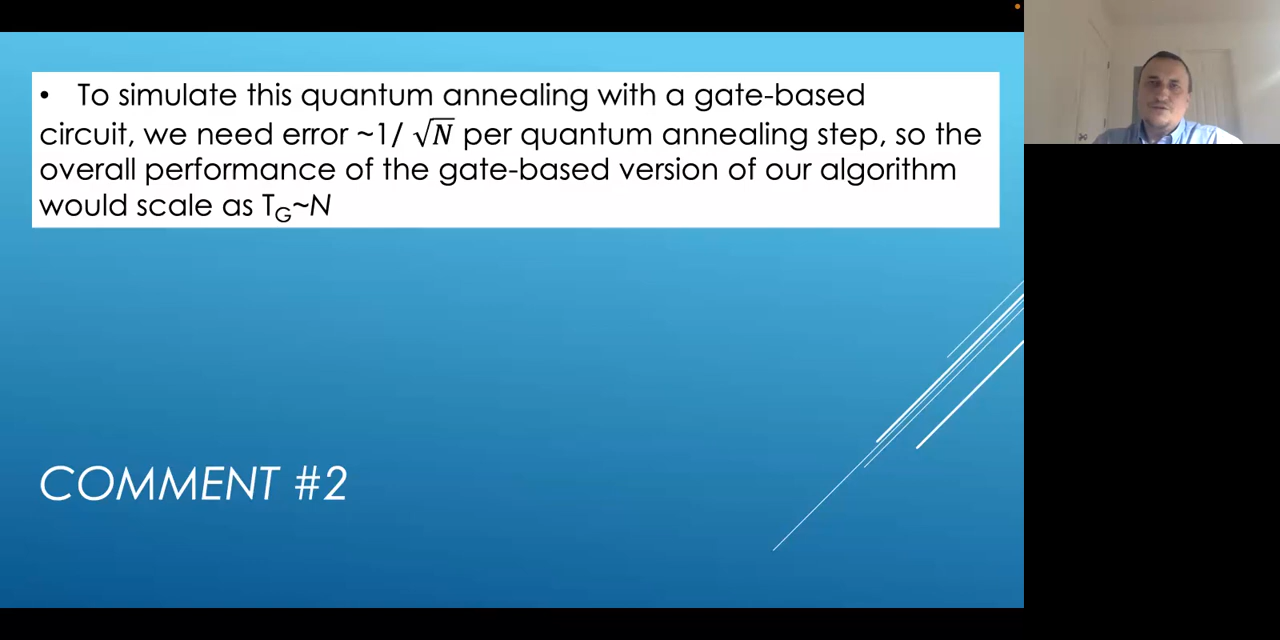 • To simulate this quantum annealing with a gate-based
circuit, we need error ~1/ √N per quantum annealing step, so the
overall performance of the gate-based version of our algorithm
would scale as T_G~N
COMMENT #2